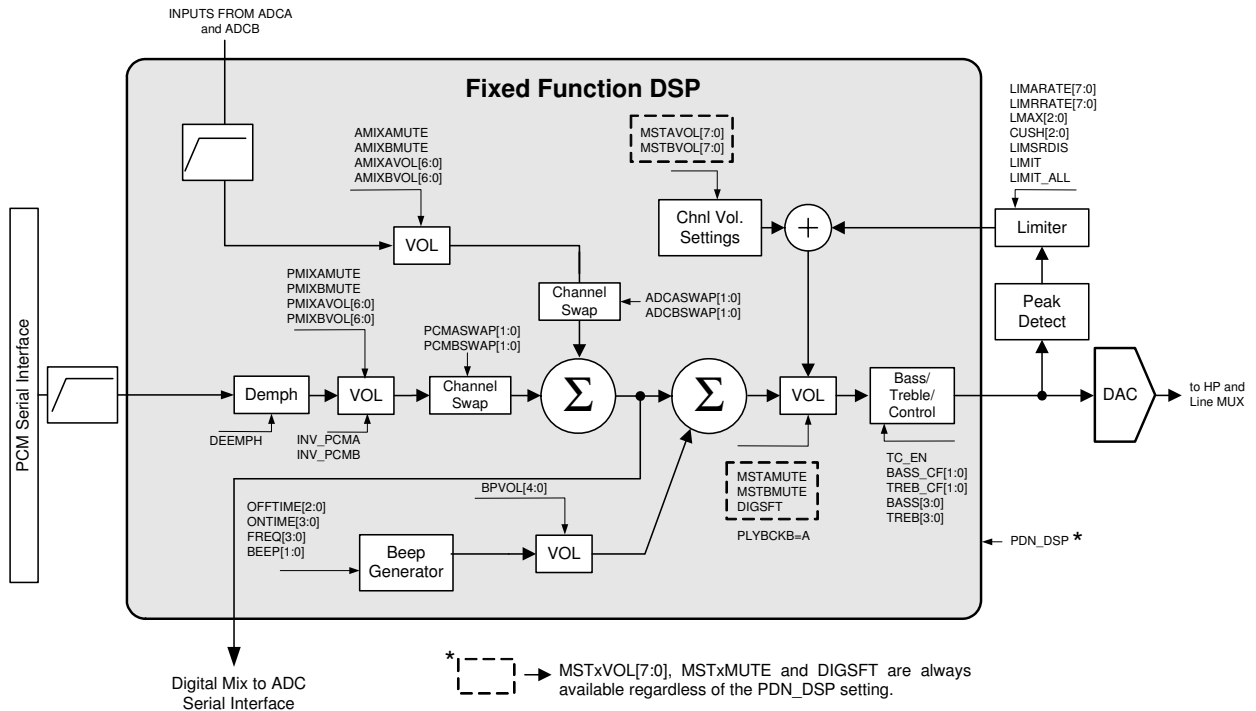 INPUTS FROM ADCA
and ADCB
Fixed Function DSP
LIMARATE[7:0]
LIMRRATE[7:0]
LMAX[2:0]
CUSH[2:0]
LIMSRDIS
LIMIT
LIMIT_ALL
AMIXAMUTE
AMIXBMUTE
AMIXAVOL[6:0]
AMIXBVOL[6:0]
MSTAVOL[7:0]
MSTBVOL[7:0]
VOL
Chnl Vol.
Settings
+
Limiter
PMIXAMUTE
PMIXBMUTE
PMIXAVOL[6:0]
PMIXBVOL[6:0]
Channel
Swap
ADCASWAP[1:0]
ADCBSWAP[1:0]
Peak
Detect
PCMASWAP[1:0]
PCMBSWAP[1:0]
PCM Serial Interface
Demph
VOL
Channel
Swap
Σ
Σ
VOL
Bass/
Treble/
Control
DAC
to HP and
Line MUX
DEEMPH
INV_PCMA
INV_PCMB
MSTAMUTE
MSTBMUTE
DIGSFT
PLYBCKB=A
TC_EN
BASS_CF[1:0]
TREB_CF[1:0]
BASS[3:0]
TREB[3:0]
BPVOL[4:0]
OFFTIME[2:0]
ONTIME[3:0]
FREQ[3:0]
BEEP[1:0]
Beep
Generator
VOL
PDN_DSP *
Digital Mix to ADC
Serial Interface
*
MSTxVOL[7:0], MSTxMUTE and DIGSFT are always
available regardless of the PDN_DSP setting.